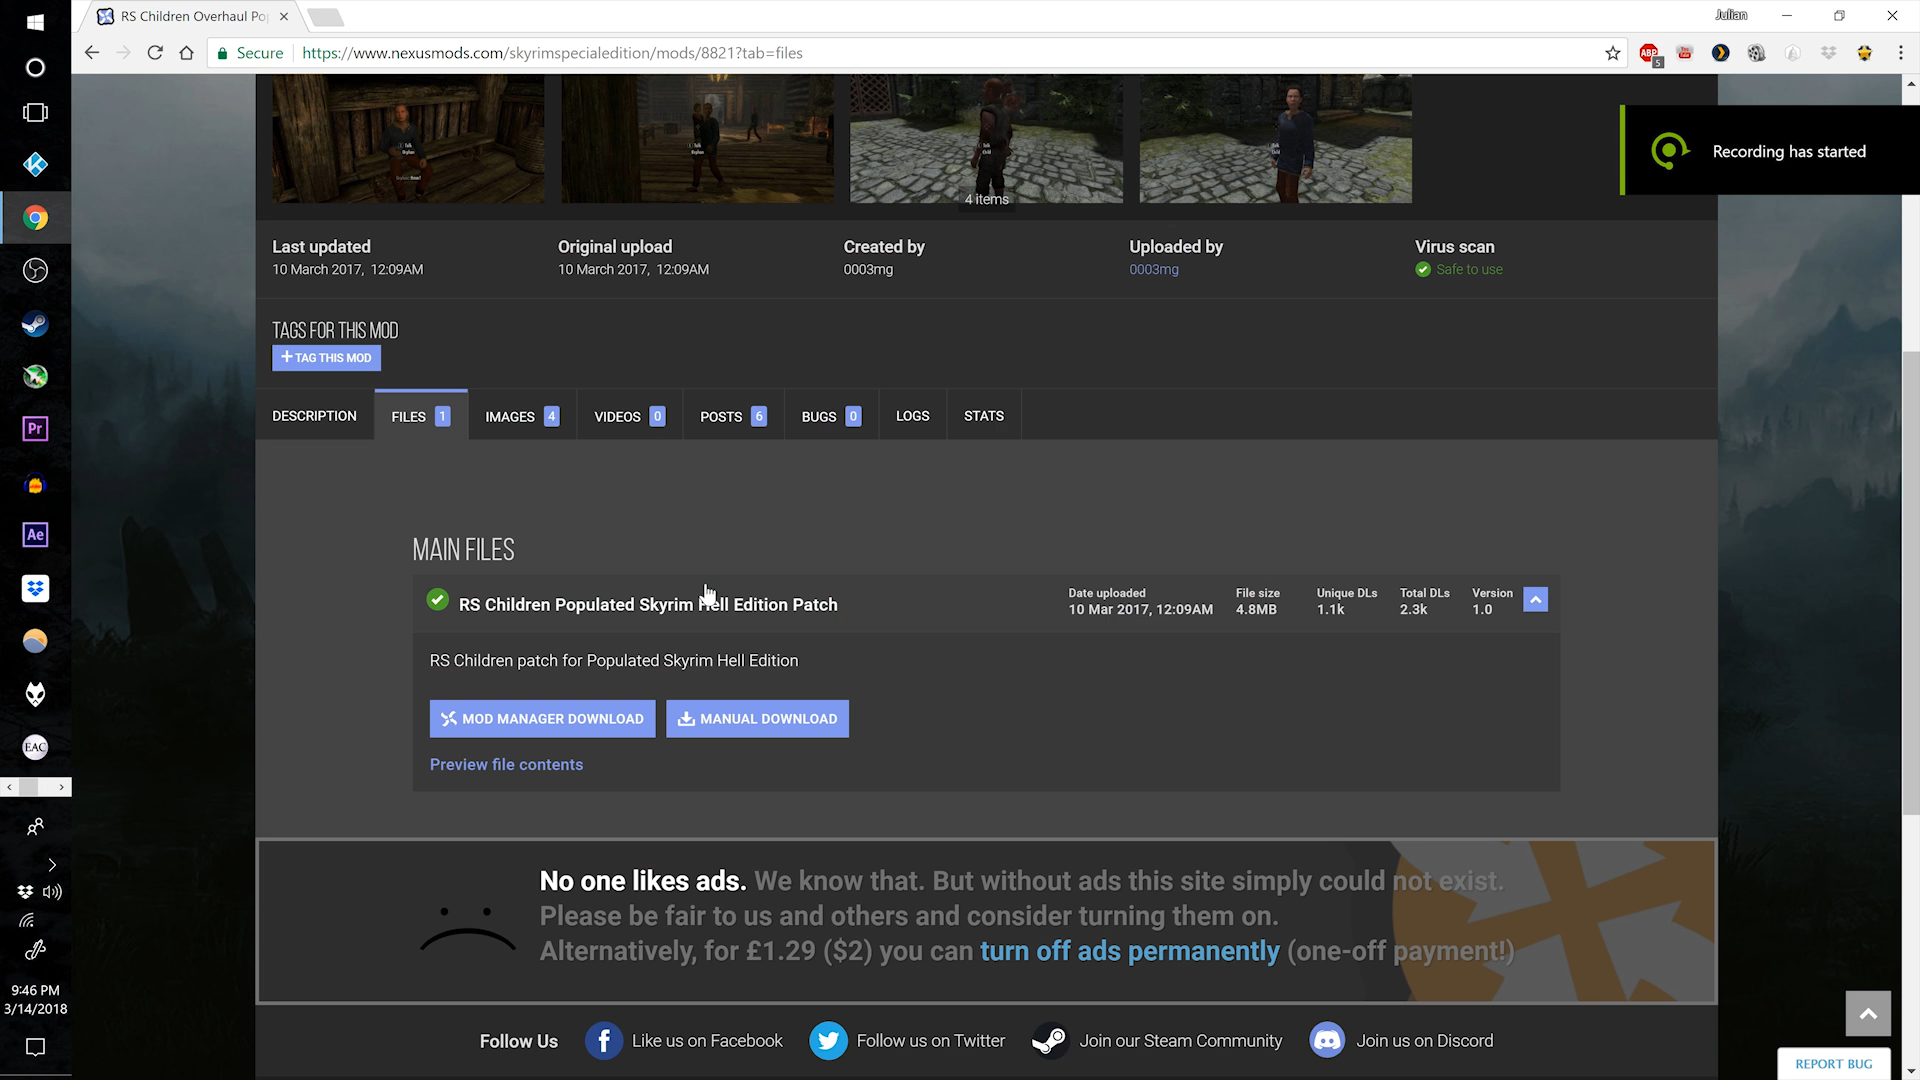 RS Children Overhaul Po
Julian
Secure
https://www.nexusmods.com/skyrimspecialedition/mods/8821?tab=files
ABP
5
You Tube
Recording has started
4 items
Last updated
10 March 2017, 12:09AM
Original upload
10 March 2017, 12:09AM
Created by
0003mg
Uploaded by
0003mg
Virus scan
Safe to use
TAGS FOR THIS MOD
+ TAG THIS MOD
DESCRIPTION
FILES 1
IMAGES 4
VIDEOS 0
POSTS 6
BUGS 0
LOGS
STATS
Pr
Ae
EAC
MAIN FILES
RS Children Populated Skyrim Hell Edition Patch
Date uploaded
10 Mar 2017, 12:09AM
File size
4.8MB
Unique DLs
1.1k
Total DLs
2.3k
Version
1.0
RS Children patch for Populated Skyrim Hell Edition
MOD MANAGER DOWNLOAD
MANUAL DOWNLOAD
Preview file contents
No one likes ads. We know that. But without ads this site simply could not exist.
Please be fair to us and others and consider turning them on.
Alternatively, for £1.29 ($2) you can turn off ads permanently (one-off payment!)
9:46 PM
3/14/2018
Follow Us
Like us on Facebook
Follow us on Twitter
Join our Steam Community
Join us on Discord
REPORT BUG